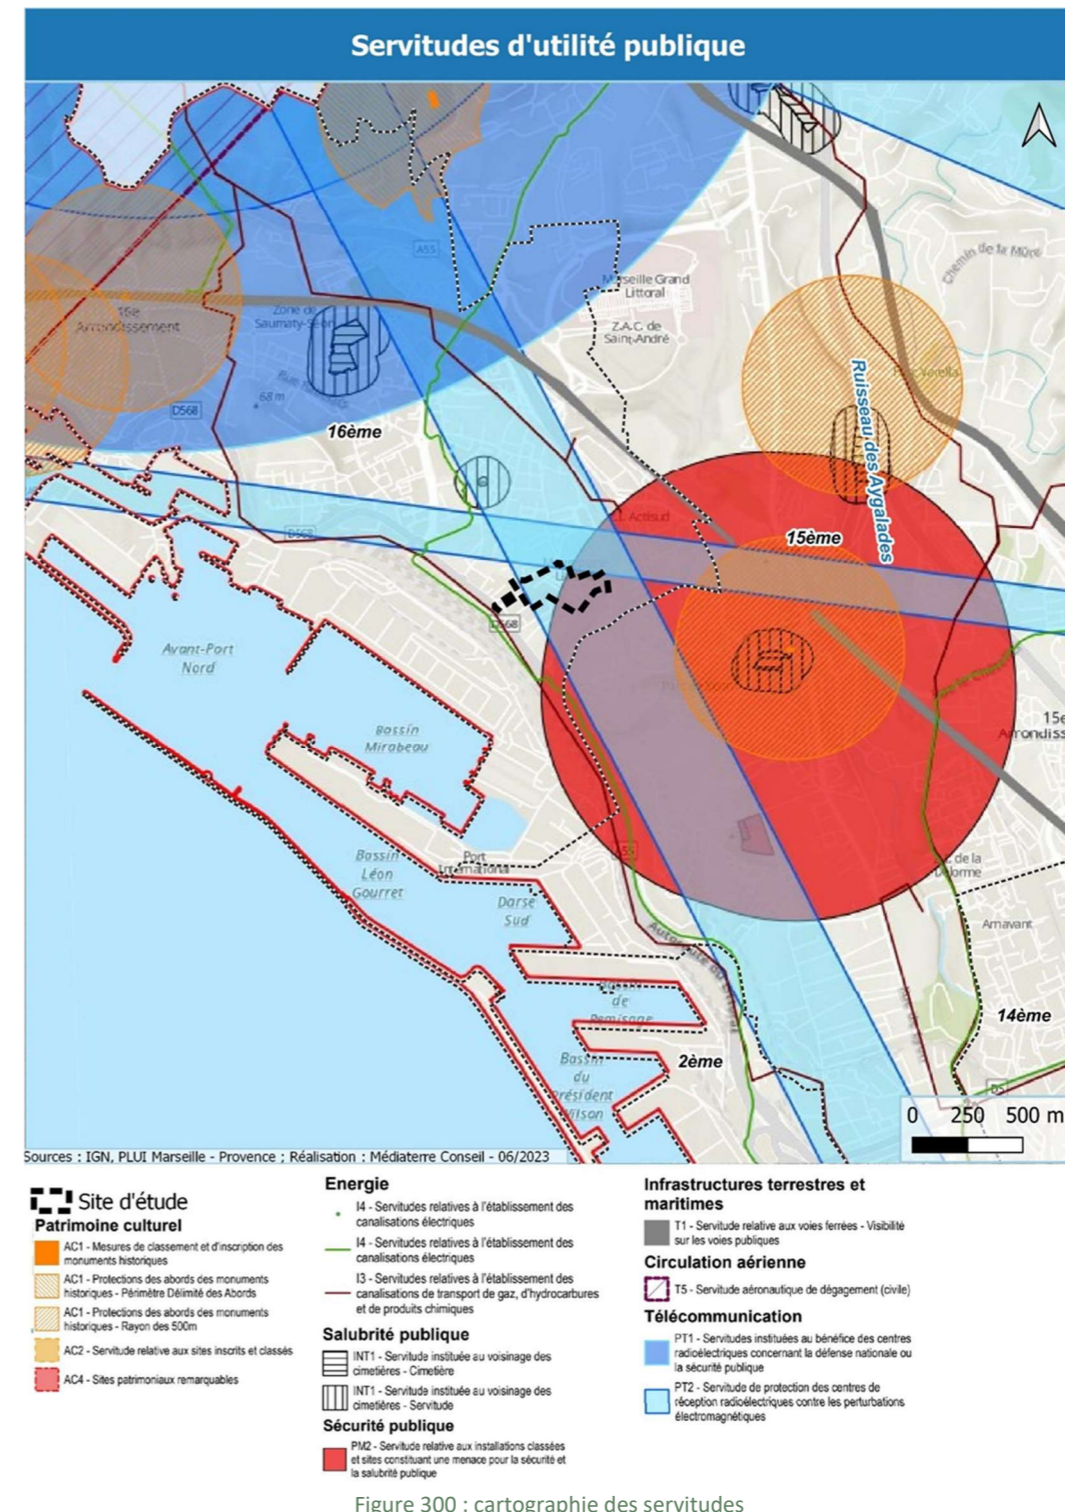 Servitudes d'utilité publique
A55
Marseille Grand
Littoral
Z.A.C. de
Saint-André
Chemin de la Mûre
16e
Arrondissement
Zone de
Saumaty-Séon
68 m
D568
16ème
Ruisseau des Aygalades
Actisud
15ème
D568
D568
Avant-Port
Nord
Bassin
Mirabeau
15e
Arrondiss
Bassin
Léon
Gourret
Port
International
Darse
Sud
A55
de la
Delorme
Arnavant
Autoroute du Littoral
Bassin
de
Remisage
14ème
2ème
Bassin
du
Président
Wilson
0 250 500 m
Sources : IGN, PLUI Marseille - Provence ; Réalisation : Médiaterre Conseil - 06/2023
Site d'étude
Patrimoine culturel
AC1 - Mesures de classement et d'inscription des
monuments historiques
AC1 - Protections des abords des monuments
historiques - Périmètre Délimité des Abords
AC1 - Protections des abords des monuments
historiques - Rayon des 500m
AC2 - Servitude relative aux sites inscrits et classés
AC4 - Sites patrimoniaux remarquables
Energie
I4 - Servitudes relatives à l'établissement des
canalisations électriques
I4 - Servitudes relatives à l'établissement des
canalisations électriques
I3 - Servitudes relatives à l'établissement des
canalisations de transport de gaz, d'hydrocarbures
et de produits chimiques
Salubrité publique
INT1 - Servitude instituée au voisinage des
cimetières - Cimetière
INT1 - Servitude instituée au voisinage des
cimetières - Servitude
Sécurité publique
PM2 - Servitude relative aux installations classées
et sites constituant une menace pour la sécurité et
la salubrité publique
Infrastructures terrestres et
maritimes
T1 - Servitude relative aux voies ferrées - Visibilité
sur les voies publiques
Circulation aérienne
T5 - Servitude aéronautique de dégagement (civile)
Télécommunication
PT1 - Servitudes instituées au bénéfice des centres
radioélectriques concernant la défense nationale ou
la sécurité publique
PT2 - Servitude de protection des centres de
réception radioélectriques contre les perturbations
électromagnétiques
Figure 300 : cartographie des servitudes